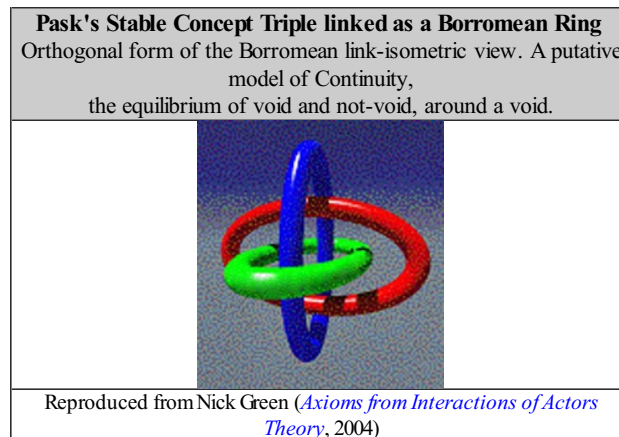 Pask's Stable Concept Triple linked as a Borromean Ring
Orthogonal form of the Borromean link-isometric view. A putative
model of Continuity,
the equilibrium of void and not-void, around a void.
Reproduced from Nick Green (Axioms from Interactions of Actors
Theory, 2004)